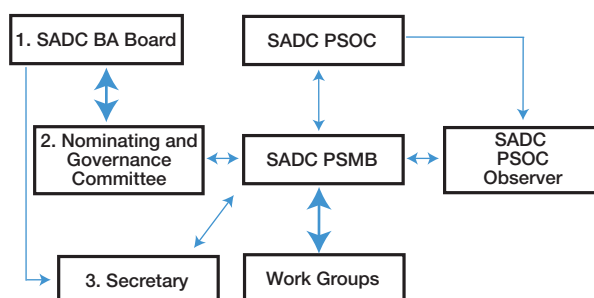 1. SADC BA Board
SADC PSOC
2. Nominating and
Governance
Committee
SADC PSMB
SADC
PSOC
Observer
3. Secretary
Work Groups